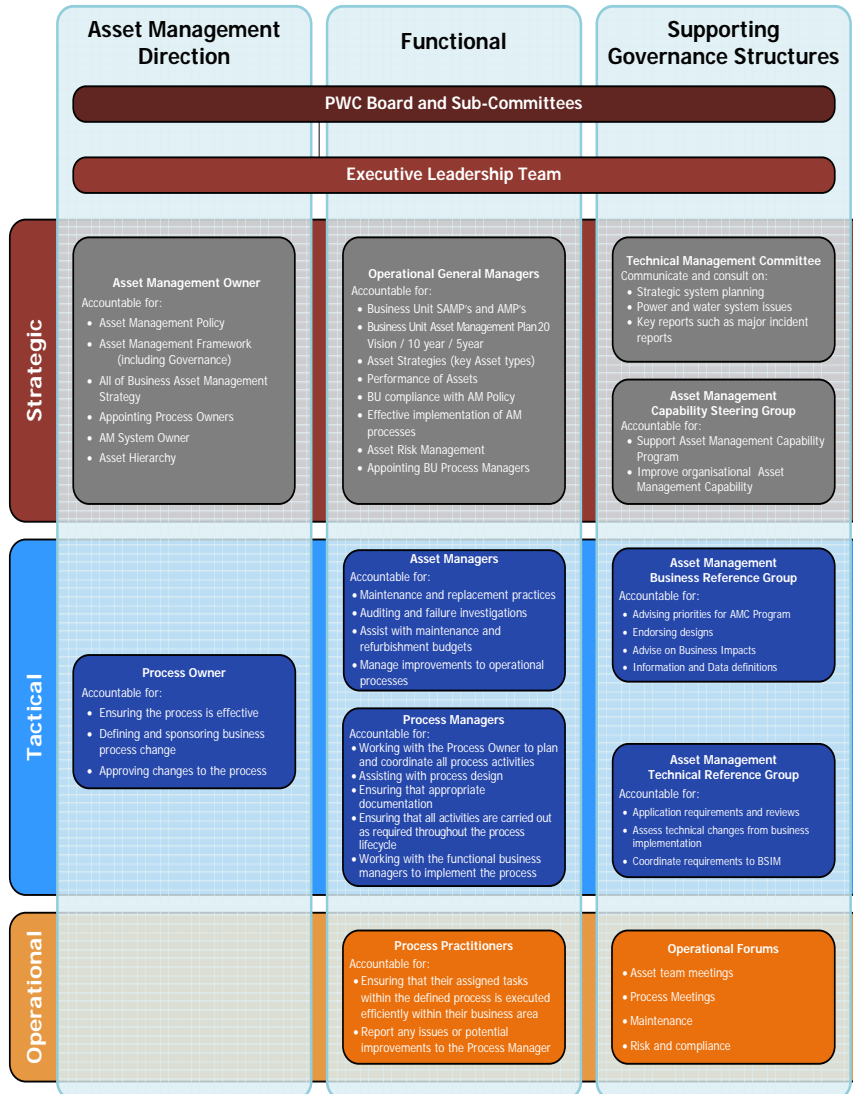 Asset Management
Direction
Functional
Supporting
Governance Structures
PWC Board and Sub-Committees
Executive Leadership Team
Strategic
Asset Management Owner
Accountable for:
• Asset Management Policy
• Asset Management Framework
(including Governance)
• All of Business Asset Management
Strategy
• Appointing Process Owners
• AM System Owner
• Asset Hierarchy
Operational General Managers
Accountable for:
• Business Unit SAMP's and AMP's
• Business Unit Asset Management Plan20
Vision / 10 year / 5year
• Asset Strategies (key Asset types)
• Performance of Assets
• BU compliance with AM Policy
• Effective implementation of AM
processes
• Asset Risk Management
• Appointing BU Process Managers
Technical Management Committee
Communicate and consult on:
• Strategic system planning
• Power and water system issues
• Key reports such as major incident
reports
Asset Management
Capability Steering Group
Accountable for:
• Support Asset Management Capability
Program
• Improve organisational Asset
Management Capability
Tactical
Process Owner
Accountable for:
• Ensuring the process is effective
• Defining and sponsoring business
process change
• Approving changes to the process
Asset Managers
Accountable for:
• Maintenance and replacement practices
• Auditing and failure investigations
• Assist with maintenance and
refurbishment budgets
• Manage improvements to operational
processes
Process Managers
Accountable for:
• Working with the Process Owner to plan
and coordinate all process activities
• Assisting with process design
• Ensuring that appropriate
documentation
• Ensuring that all activities are carried out
as required throughout the process
lifecycle
• Working with the functional business
managers to implement the process
Asset Management
Business Reference Group
Accountable for:
• Advising priorities for AMC Program
• Endorsing designs
• Advise on Business Impacts
• Information and Data definitions
Asset Management
Technical Reference Group
Accountable for:
• Application requirements and reviews
• Assess technical changes from business
implementation
• Coordinate requirements to BSIM
Operational
Process Practitioners
Accountable for:
• Ensuring that their assigned tasks
within the defined process is executed
efficiently within their business area
• Report any issues or potential
improvements to the Process Manager
Operational Forums
• Asset team meetings
• Process Meetings
• Maintenance
• Risk and compliance